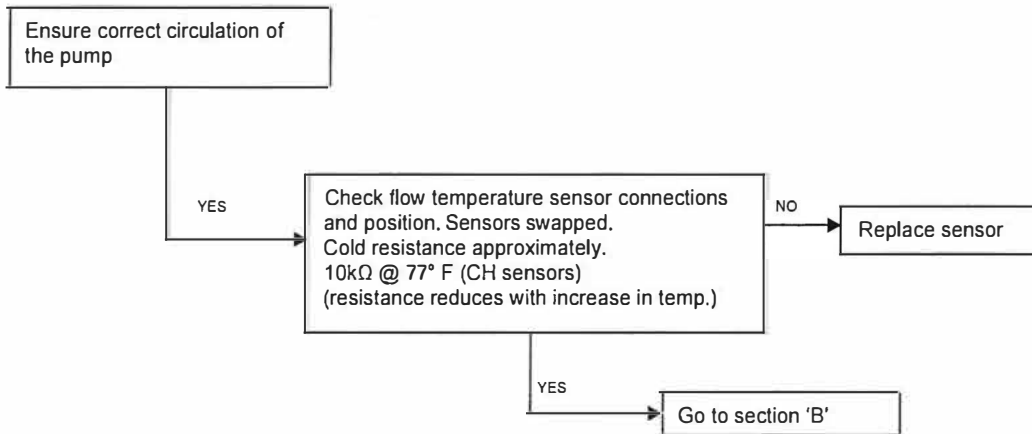 Ensure correct circulation of
the pump
YES
Check flow temperature sensor connections
and position. Sensors swapped.
Cold resistance approximately.
10kΩ @ 77° F (CH sensors)
(resistance reduces with increase in temp.)
NO
Replace sensor
YES
Go to section 'B'